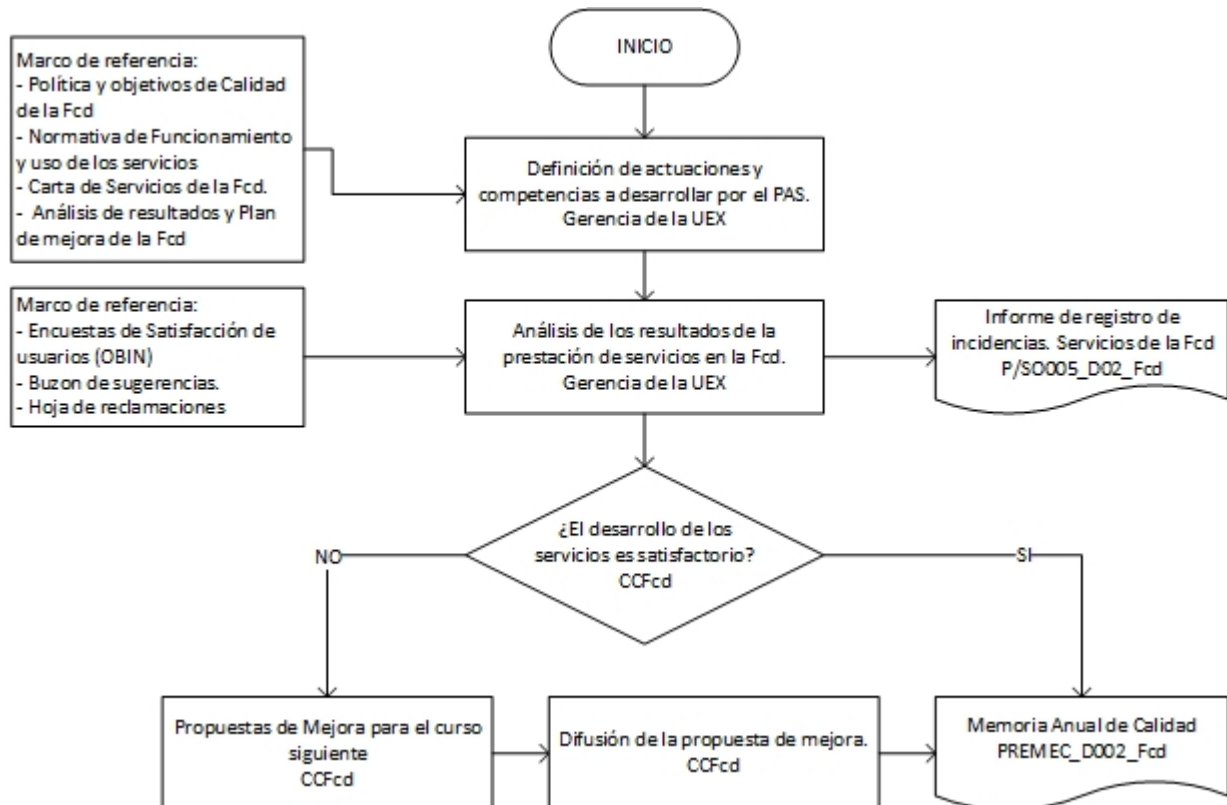 INICIO
Marco de referencia:
- Política y objetivos de Calidad
de la Fcd
- Normativa de Funcionamiento
y uso de los servicios
- Carta de Servicios de la Fcd.
- Análisis de resultados y Plan
de mejora de la Fcd
Definición de actuaciones y
competencias a desarrollar por el PAS.
Gerencia de la UEX
Marco de referencia:
- Encuestas de Satisfacción de
usuarios (OBIN)
- Buzon de sugerencias.
- Hoja de reclamaciones
Análisis de los resultados de la
prestación de servicios en la Fcd.
Gerencia de la UEX
Informe de registro de
incidencias. Servicios de la Fcd
P/SO005_D02_Fcd
¿El desarrollo de los
servicios es satisfactorio?
CCFcd
NO
SI
Propuestas de Mejora para el curso
siguiente
CCFcd
Difusión de la propuesta de mejora.
CCFcd
Memoria Anual de Calidad
PREMEC_D002_Fcd